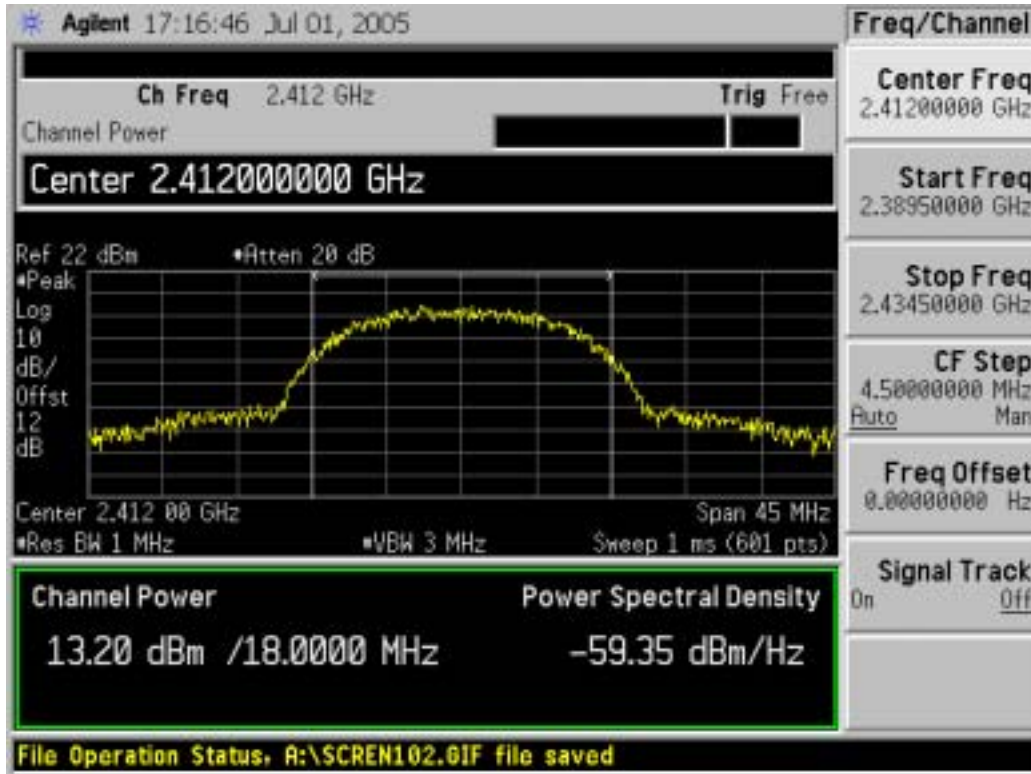 Agilent 17:16:46 Jul 01, 2005
Freq/Channel
Ch Freq 2.412 GHz
Trig Free
Channel Power
Center 2.412000000 GHz
Ref 22 dBm
*Atten 20 dB
*Peak
Log
10
dB/
Offst
12
dB
Center 2.412 00 GHz
Span 45 MHz
*Res BW 1 MHz
*VBW 3 MHz
Sweep 1 ms (601 pts)
Channel Power
13.20 dBm /18.0000 MHz
Power Spectral Density
-59.35 dBm/Hz
File Operation Status, A:\SCREN102.GIF file saved
Center Freq
2.41200000 GHz
Start Freq
2.38950000 GHz
Stop Freq
2.43450000 GHz
CF Step
4.50000000 MHz
Auto Man
Freq Offset
0.00000000 Hz
Signal Track
On Off